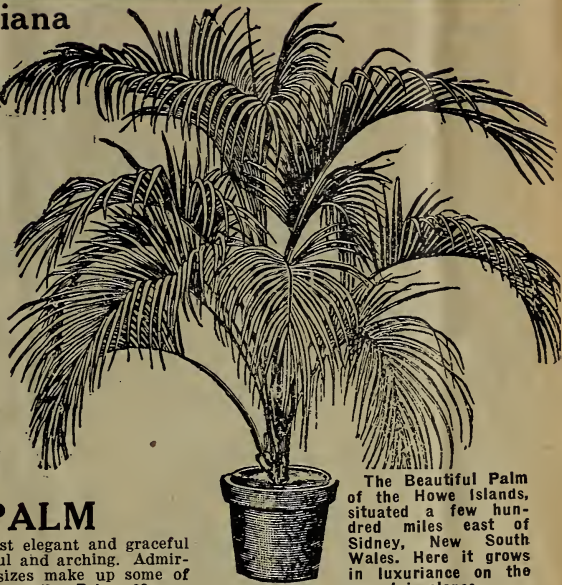 iana
PALM
st elegant and graceful
ul and arching. Admir-
sizes make up some of
The Beautiful Palm
of the Howe Islands,
situated a few hun-
dred miles east of
Sidney, New South
Wales. Here it grows
in luxuriance on the